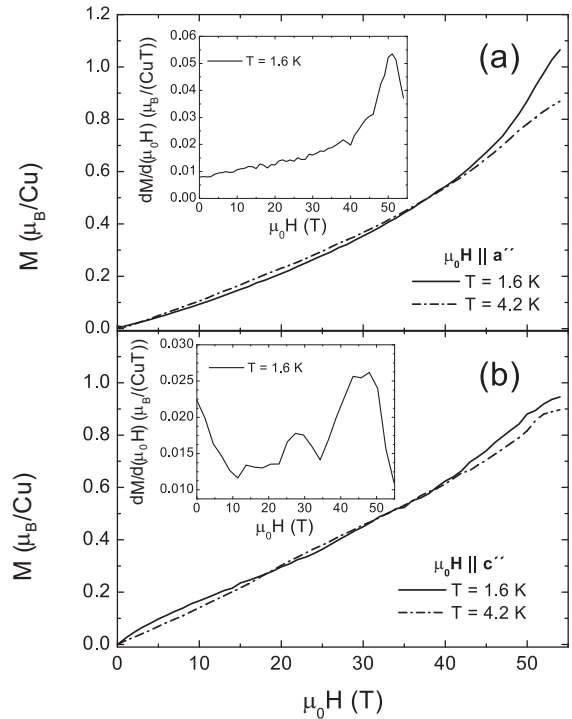 1.2
1.0
0.8
0.6
0.4
0.2
0.0
M (μB/Cu)
(a)
0.06
0.05
0.04
0.03
0.02
0.01
0.00
dM/d(μ0H) (μB/(CuT))
T = 1.6 K
0 10 20 30 40 50
μ0H (T)
μ0H || a´´
T = 1.6 K
T = 4.2 K
1.0
0.8
0.6
0.4
0.2
0.0
M (μB/Cu)
(b)
0.030
0.025
0.020
0.015
0.010
dM/d(μ0H) (μB/(CuT))
T = 1.6 K
0 10 20 30 40 50
μ0H (T)
μ0H || c´´
T = 1.6 K
T = 4.2 K
0 10 20 30 40 50
μ0H (T)